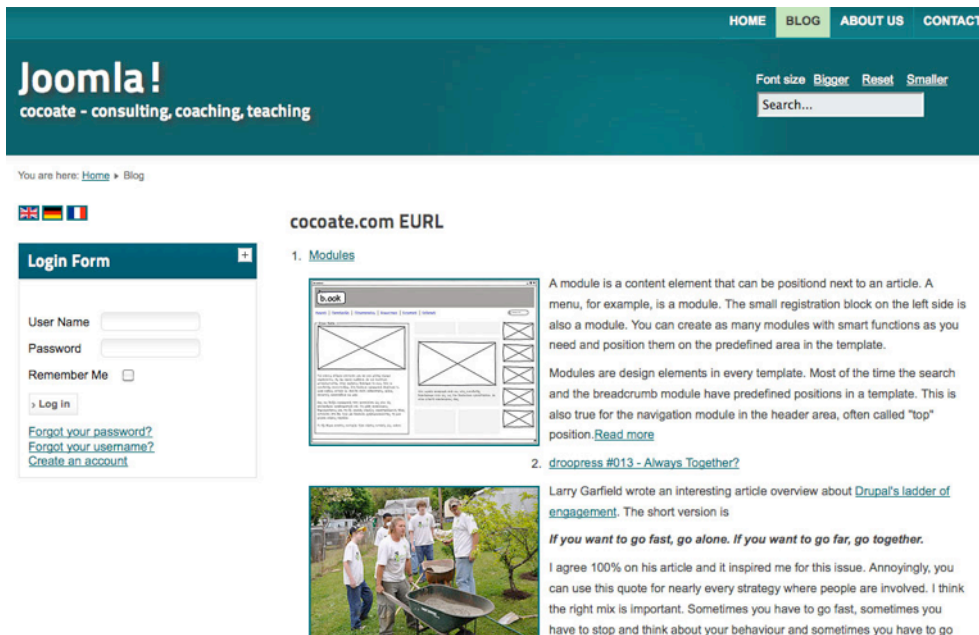 HOME BLOG ABOUT US CONTACT
Joomla!
cocoate - consulting, coaching, teaching
Font size Bigger Reset Smaller
Search...
You are here: Home ▸ Blog
cocoate.com EURL
Login Form
User Name
Password
Remember Me
› Log in
Forgot your password?
Forgot your username?
Create an account
1. Modules
b.ook
A module is a content element that can be positiond next to an article. A
menu, for example, is a module. The small registration block on the left side is
also a module. You can create as many modules with smart functions as you
need and position them on the predefined area in the template.
Modules are design elements in every template. Most of the time the search
and the breadcrumb module have predefined positions in a template. This is
also true for the navigation module in the header area, often called "top"
position.Read more
2. droopress #013 - Always Together?
Larry Garfield wrote an interesting article overview about Drupal's ladder of
engagement. The short version is
If you want to go fast, go alone. If you want to go far, go together.
I agree 100% on his article and it inspired me for this issue. Annoyingly, you
can use this quote for nearly every strategy where people are involved. I think
the right mix is important. Sometimes you have to go fast, sometimes you
have to stop and think about your behaviour and sometimes you have to go